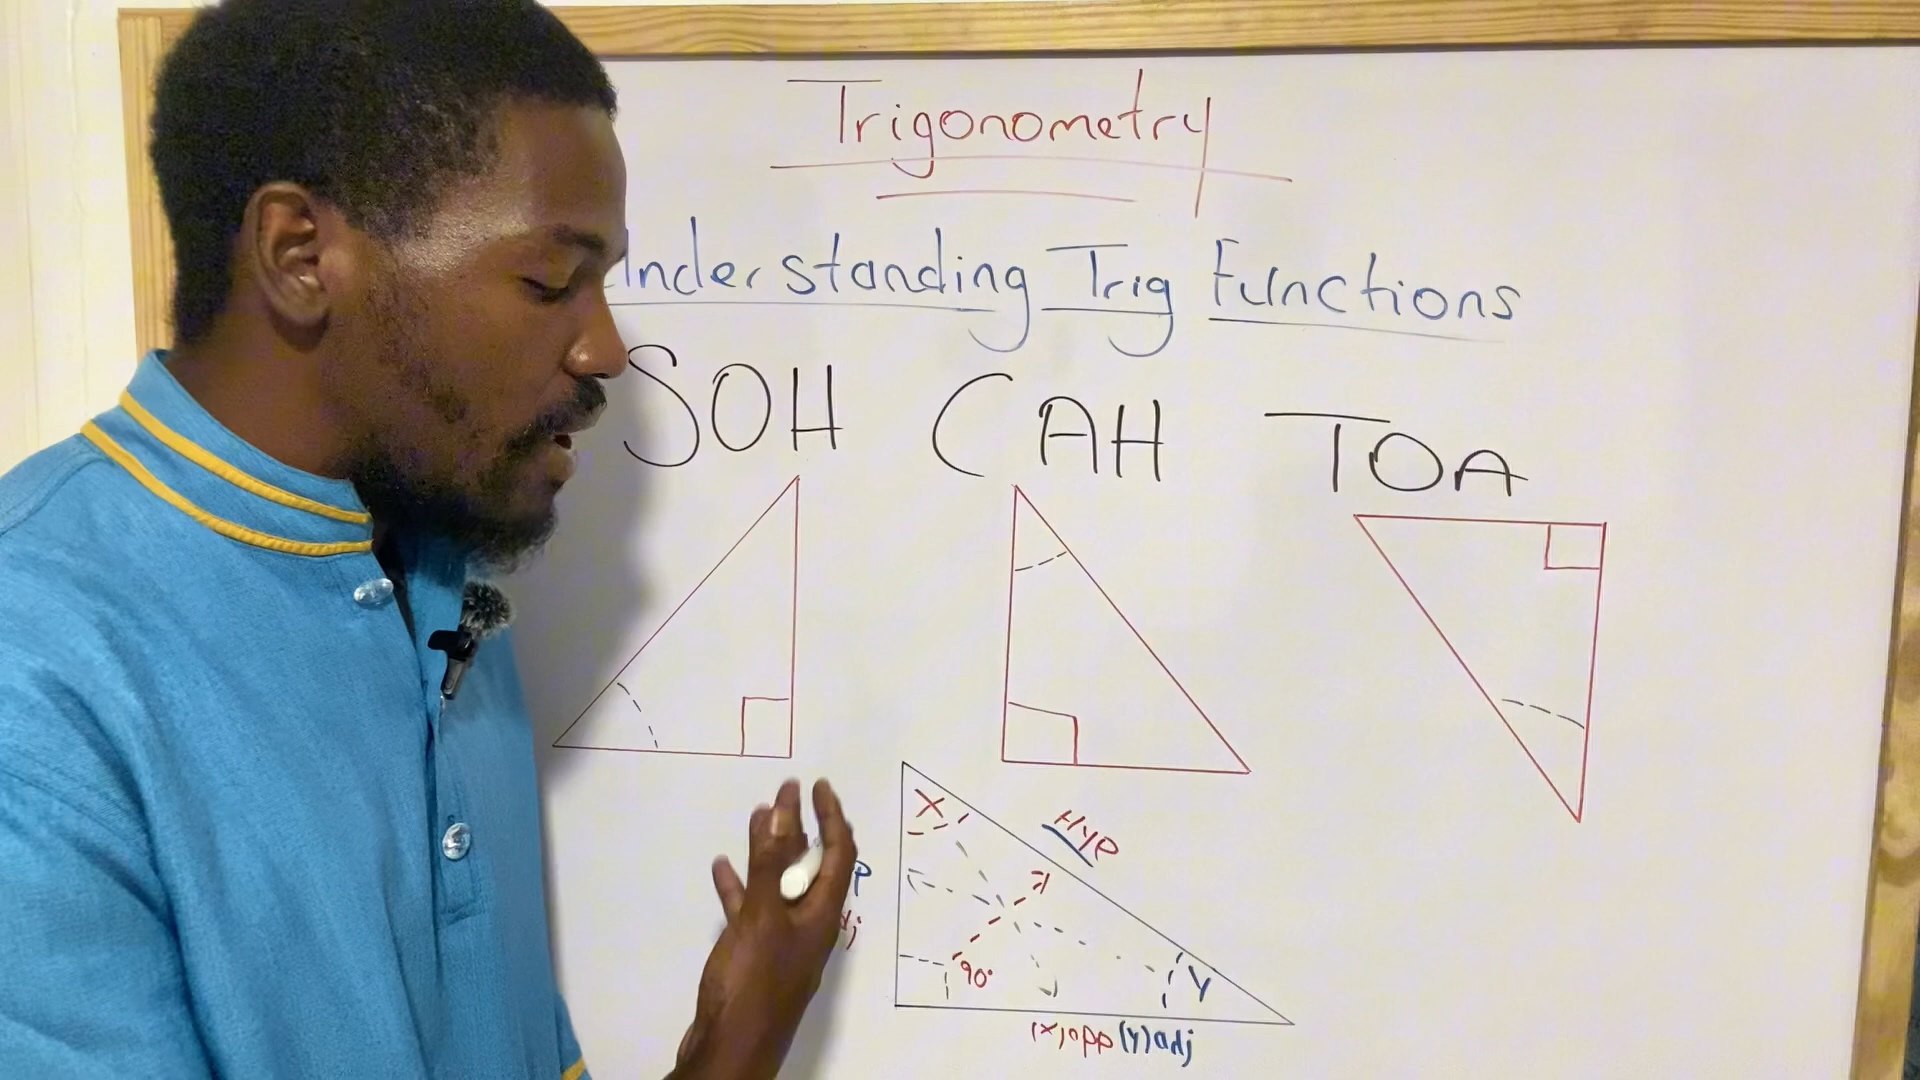 Trigonometry
Understanding Trig Functions
SOH CAH TOA
X
Hyp
90°
Y
(x)opp (y)adj